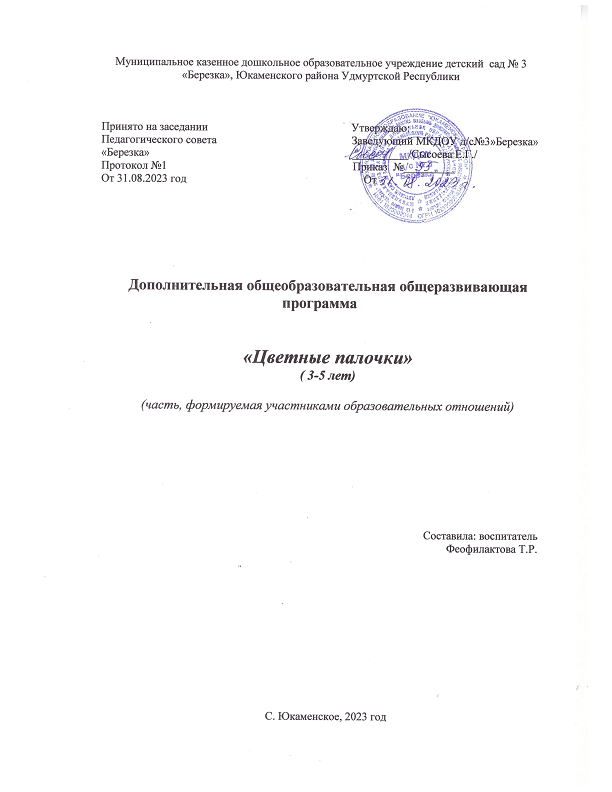 Муниципальное казенное дошкольное образовательное учреждение детский сад № 3
«Березка», Юкаменского района Удмуртской Республики
Принято на заседании
Педагогического совета
«Березка»
Протокол №1
От 31.08.2023 год
Утверждаю:
Заведующий МКДОУ д/с№3»Березка»
/Сысоева Е.Г./
Приказ №
От 31.08.2023г.
Дополнительная общеобразовательная общеразвивающая
программа
«Цветные палочки»
( 3-5 лет)
(часть, формируемая участниками образовательных отношений)
Составила: воспитатель
Феофилактова Т.Р.
С. Юкаменское, 2023 год